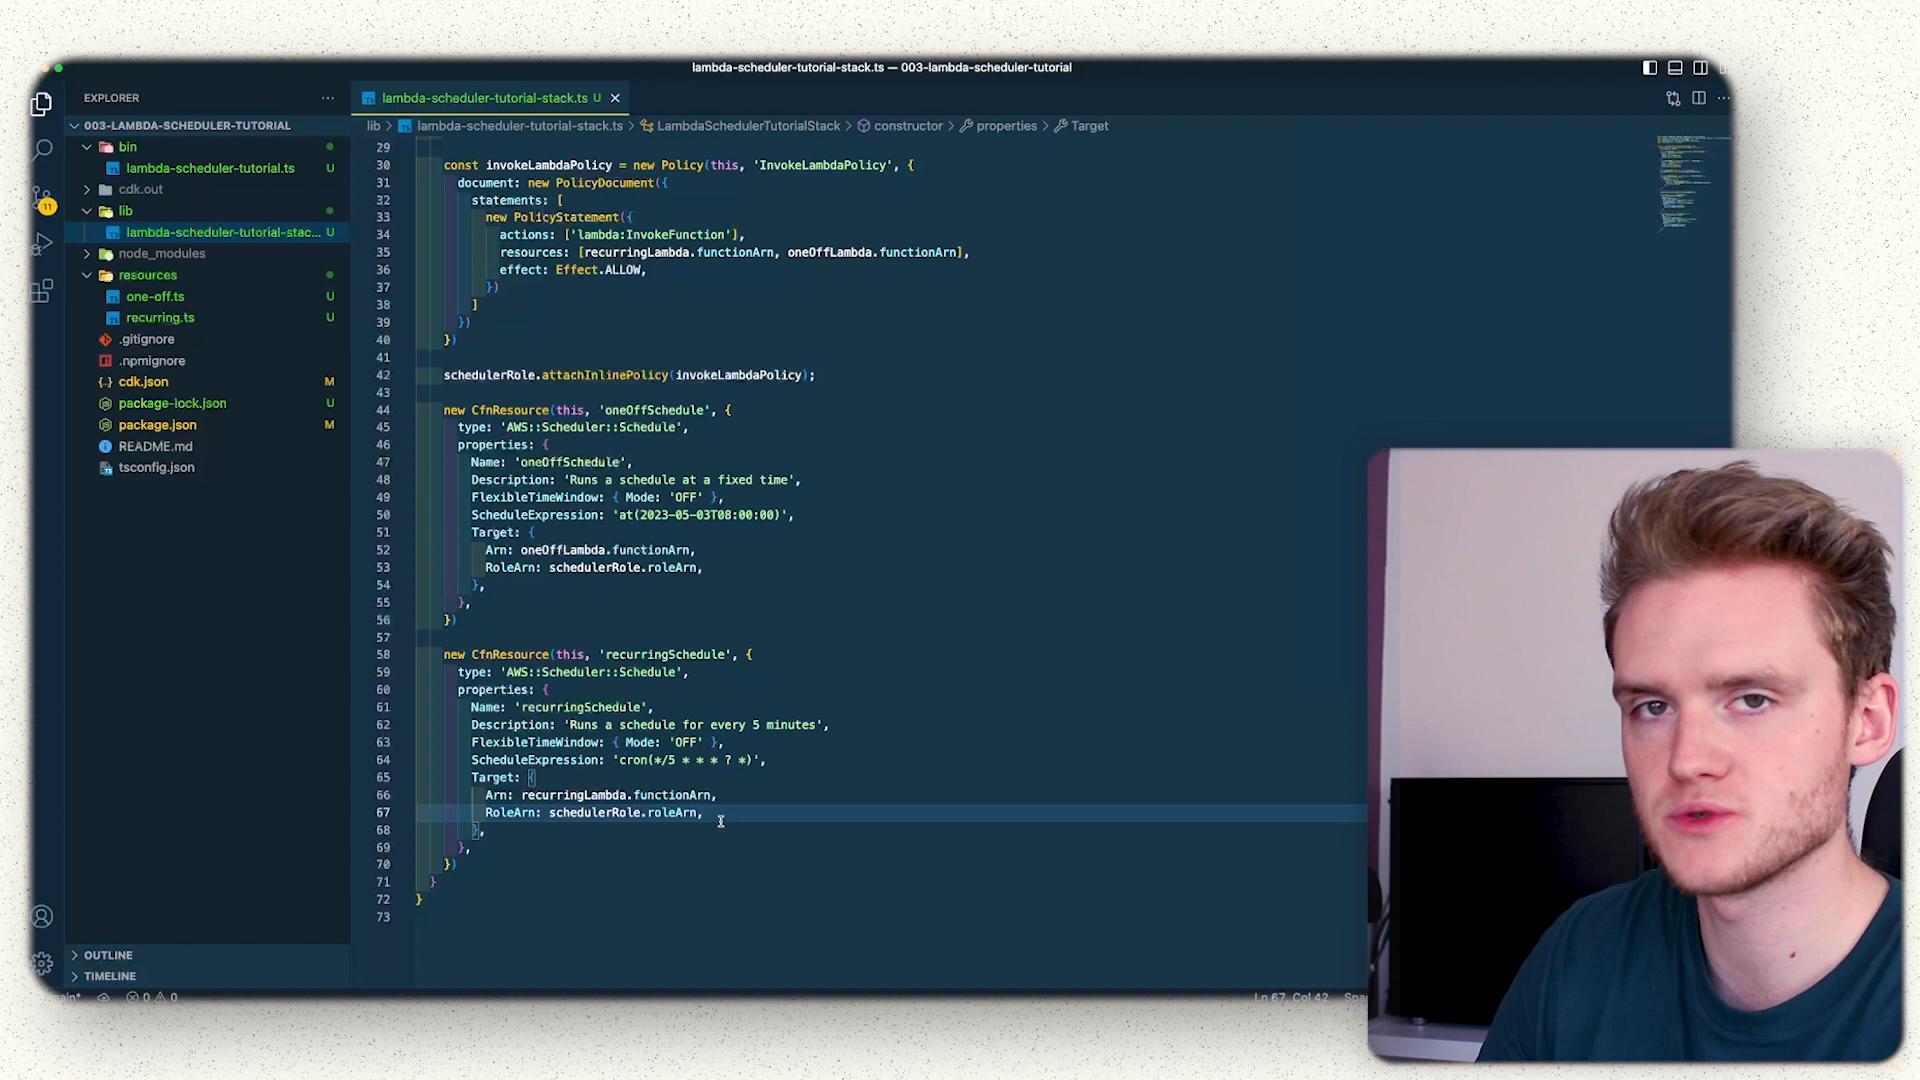 lambda-scheduler-tutorial-stack.ts — 003-lambda-scheduler-tutorial
EXPLORER
003-LAMBDA-SCHEDULER-TUTORIAL
bin
lambda-scheduler-tutorial.ts U
cdk.out
lib
lambda-scheduler-tutorial-stac... U
node_modules
resources
one-off.ts U
recurring.ts U
.gitignore
.npmignore
cdk.json M
package-lock.json U
package.json M
README.md
tsconfig.json
OUTLINE
TIMELINE
11
lambda-scheduler-tutorial-stack.ts U
lib > lambda-scheduler-tutorial-stack.ts > LambdaSchedulerTutorialStack > constructor > properties > Target
29
30 const invokeLambdaPolicy = new Policy(this, 'InvokeLambdaPolicy', {
31 document: new PolicyDocument({
32 statements: [
33 new PolicyStatement({
34 actions: ['lambda:InvokeFunction'],
35 resources: [recurringLambda.functionArn, oneOffLambda.functionArn],
36 effect: Effect.ALLOW,
37 })
38 ]
39 })
40 })
41
42 schedulerRole.attachInlinePolicy(invokeLambdaPolicy);
43
44 new CfnResource(this, 'oneOffSchedule', {
45 type: 'AWS::Scheduler::Schedule',
46 properties: {
47 Name: 'oneOffSchedule',
48 Description: 'Runs a schedule at a fixed time',
49 FlexibleTimeWindow: { Mode: 'OFF' },
50 ScheduleExpression: 'at(2023-05-03T08:00:00)',
51 Target: {
52 Arn: oneOffLambda.functionArn,
53 RoleArn: schedulerRole.roleArn,
54 },
55 },
56 })
57
58 new CfnResource(this, 'recurringSchedule', {
59 type: 'AWS::Scheduler::Schedule',
60 properties: {
61 Name: 'recurringSchedule',
62 Description: 'Runs a schedule for every 5 minutes',
63 FlexibleTimeWindow: { Mode: 'OFF' },
64 ScheduleExpression: 'cron(*/5 * * * ? *)',
65 Target: {
66 Arn: recurringLambda.functionArn,
67 RoleArn: schedulerRole.roleArn,
68 },
69 },
70 })
71 }
72 }
73
0 0 Ln 67, Col 42